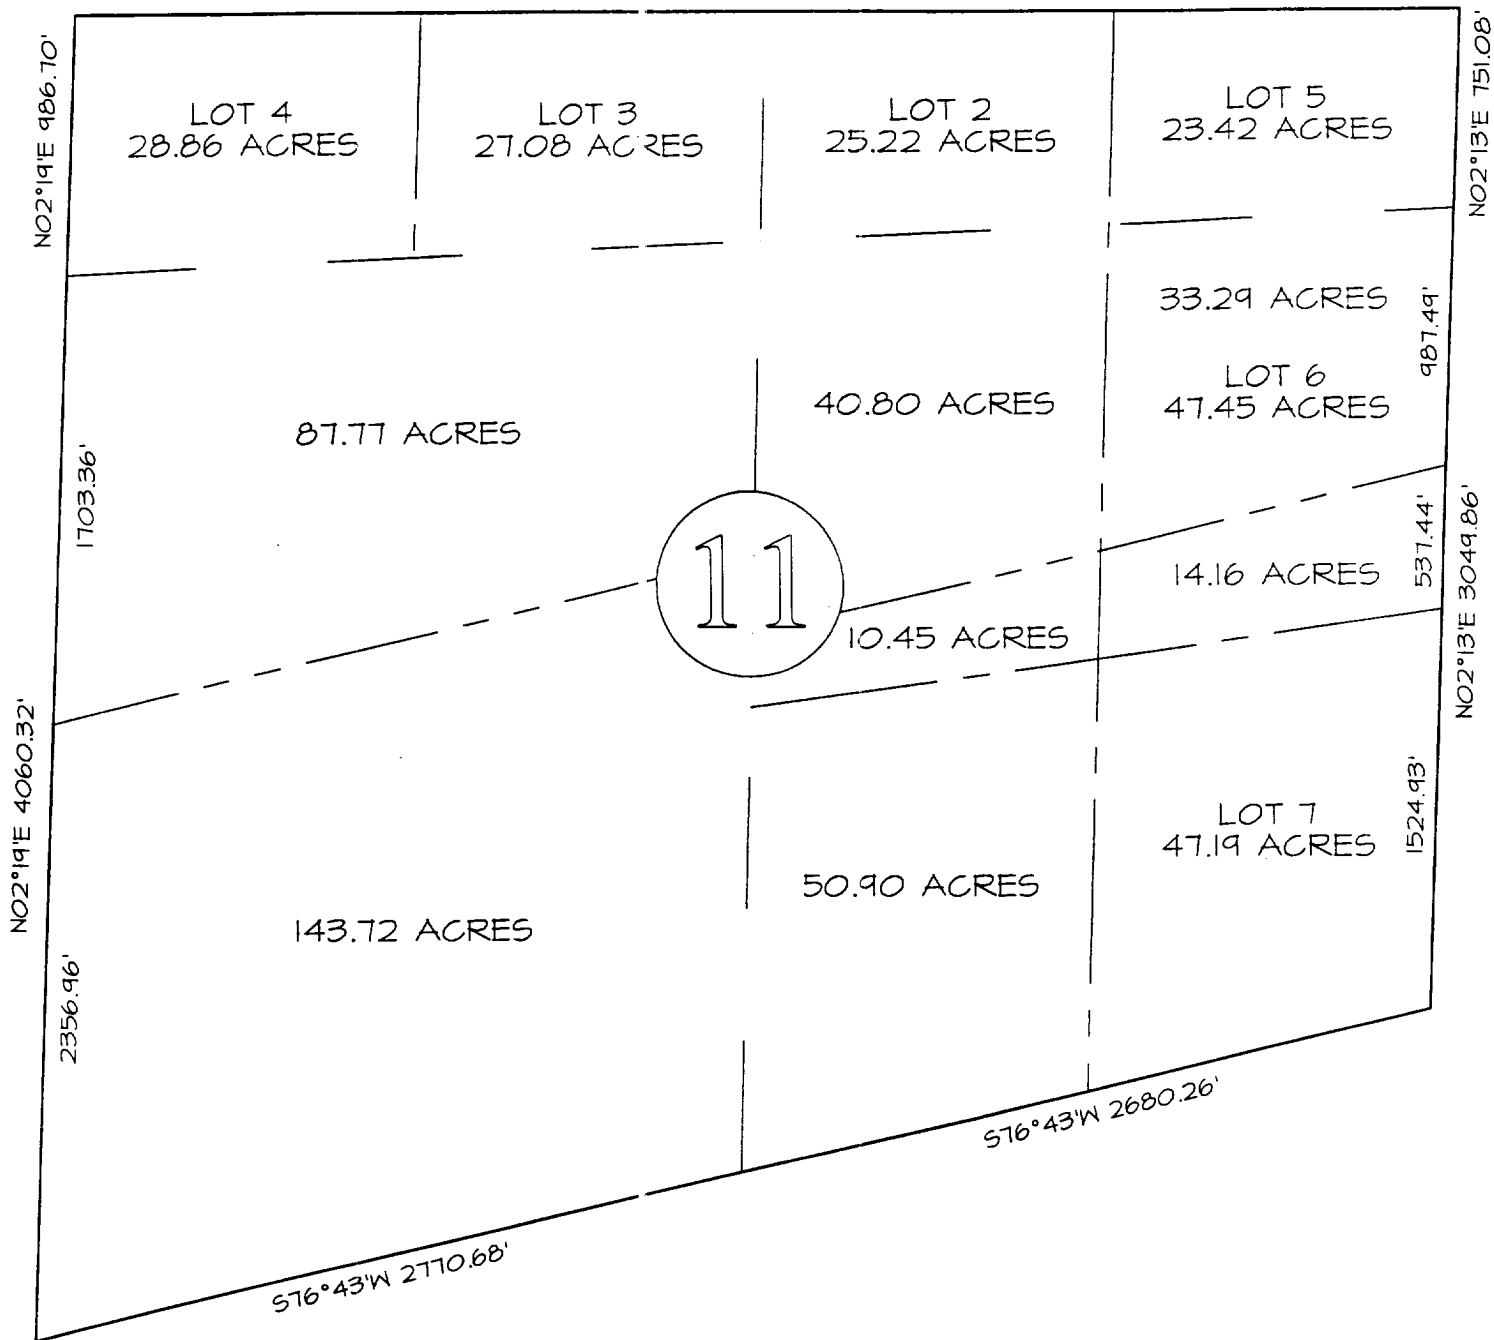 N02°19'E 986.70'
LOT 4
28.86 ACRES
LOT 3
27.08 ACRES
LOT 2
25.22 ACRES
LOT 5
23.42 ACRES
N02°13'E 751.08'
33.29 ACRES
987.49'
LOT 6
47.45 ACRES
40.80 ACRES
87.77 ACRES
1703.36'
11
14.16 ACRES
537.44'
N02°13'E 3049.86'
10.45 ACRES
N02°19'E 4060.32'
LOT 7
47.19 ACRES
1524.93'
50.90 ACRES
143.72 ACRES
2356.96'
S76°43'W 2680.26'
S76°43'W 2770.68'